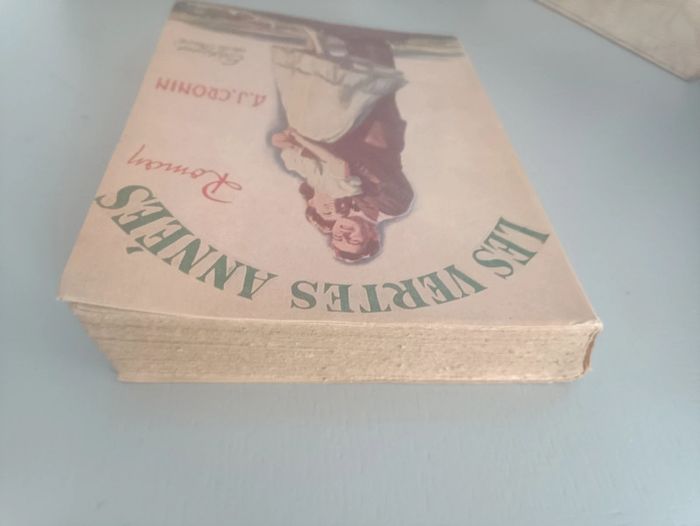 LES VERTES ANNÉES
Roman
A.J. CRONIN